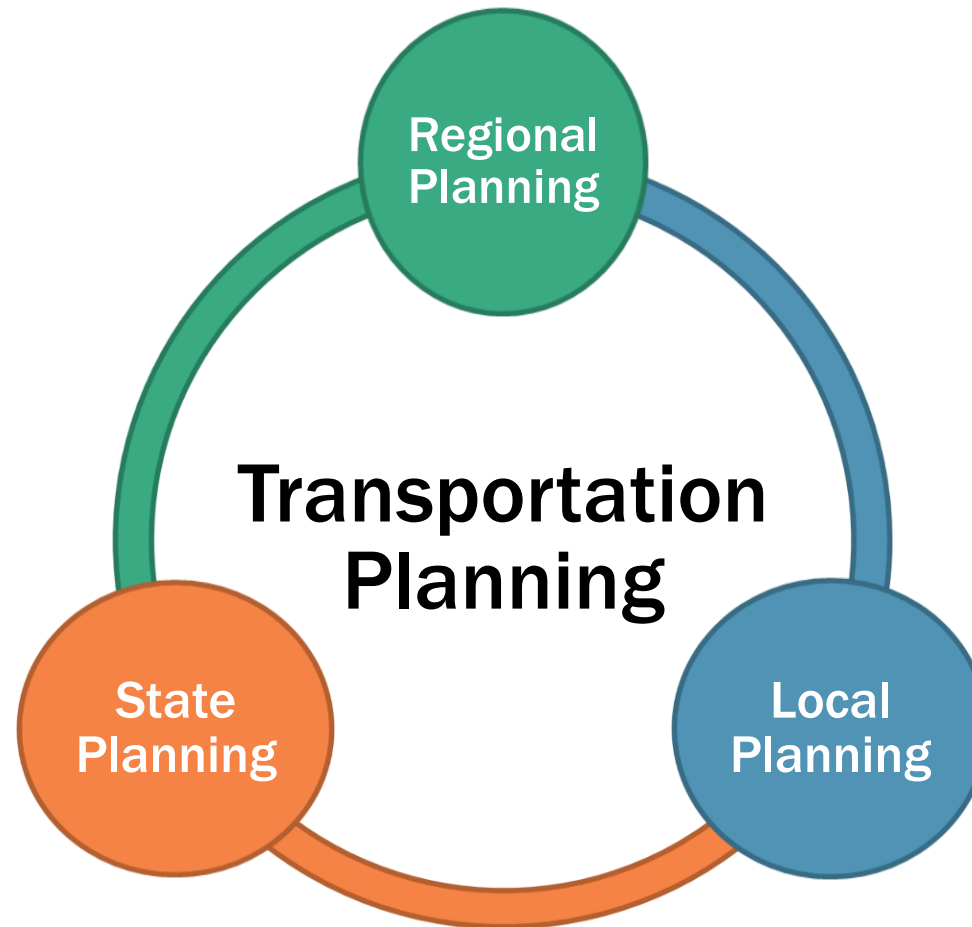 Regional
Planning
Transportation
Planning
State
Planning
Local
Planning